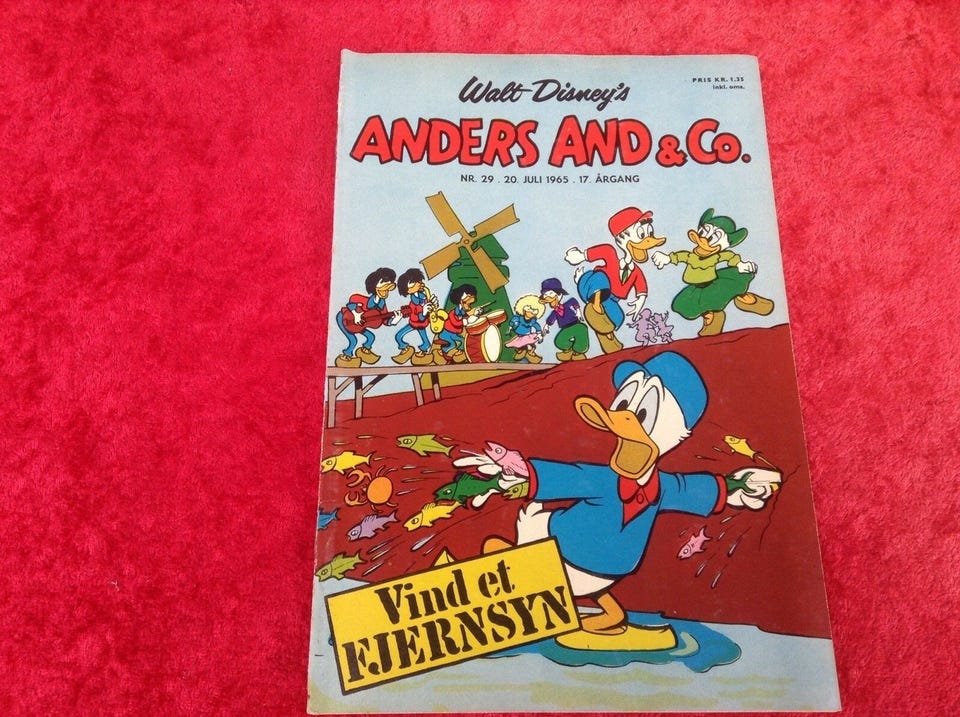 Walt Disney's
PRIS KR. 1.35
inkl. oms.
ANDERS AND & Co.
NR. 29 . 20. JULI 1965 . 17. ÅRGANG
Vind et
FJERNSYN